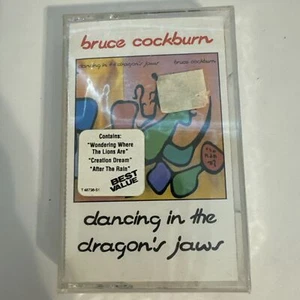 bruce cockburn
dancing in the dragon's jaws
bruce cockburn
Contains:
"Wondering Where
The Lions Are"
"Creation Dream"
"After The Rain"
BEST
VALUE
dancing in the
dragon's jaws